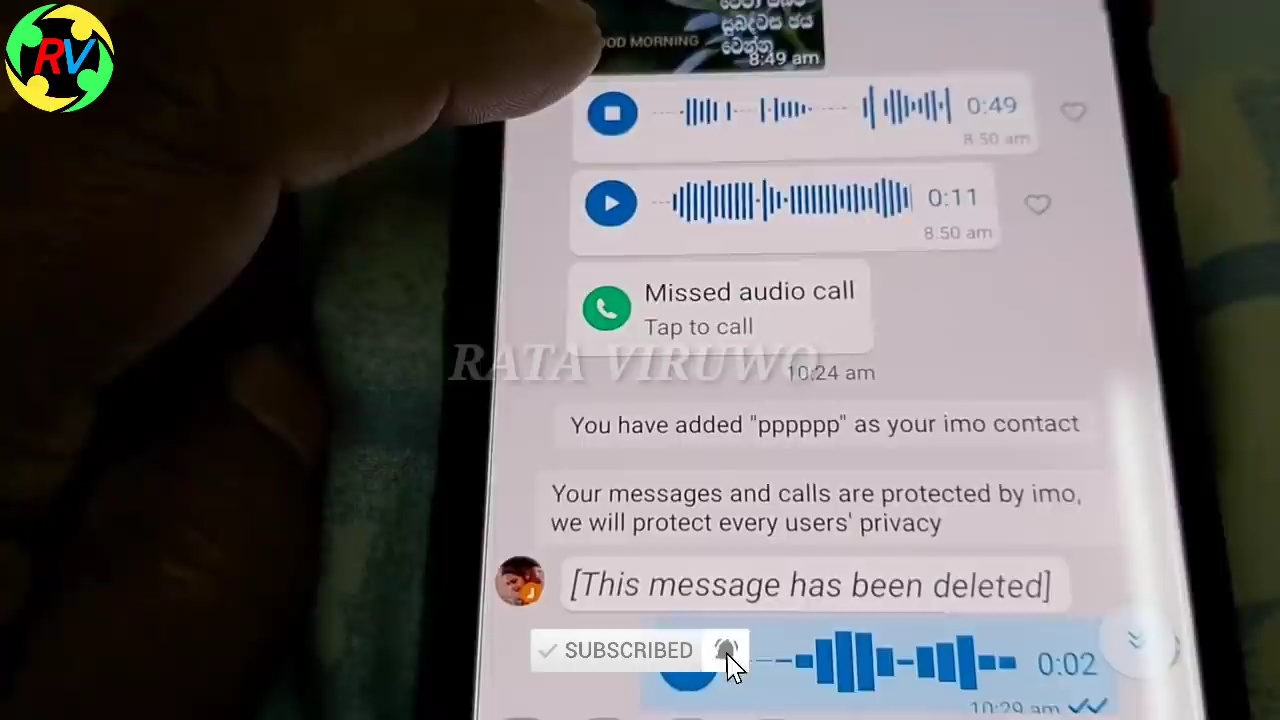 RV
සුබදවස ජය
OOD MORNING
වේන්න
8:49 am
0:49
8.50 am
0:11
8.50 am
Missed audio call
Tap to call
RATA VIRUWO
10:24 am
You have added "pppppp" as your imo contact
Your messages and calls are protected by imo,
we will protect every users' privacy
[This message has been deleted]
SUBSCRIBED
0:02
10:29 am